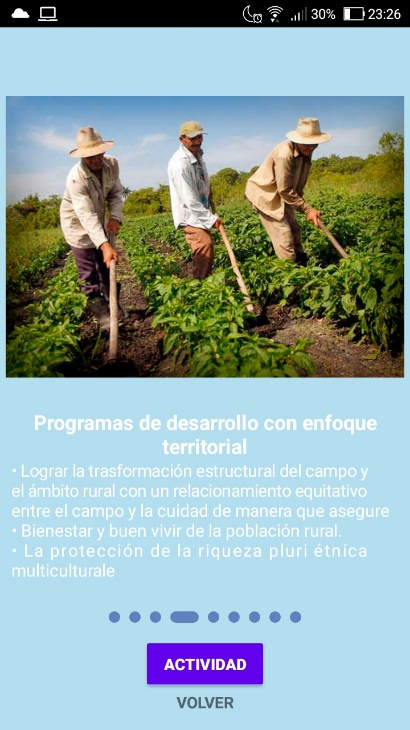 30% 23:26
Programas de desarrollo con enfoque
territorial
• Lograr la trasformación estructural del campo y
el ámbito rural con un relacionamiento equitativo
entre el campo y la cuidad de manera que asegure
• Bienestar y buen vivir de la población rural.
• La protección de la riqueza pluri étnica
multiculturale
ACTIVIDAD
VOLVER